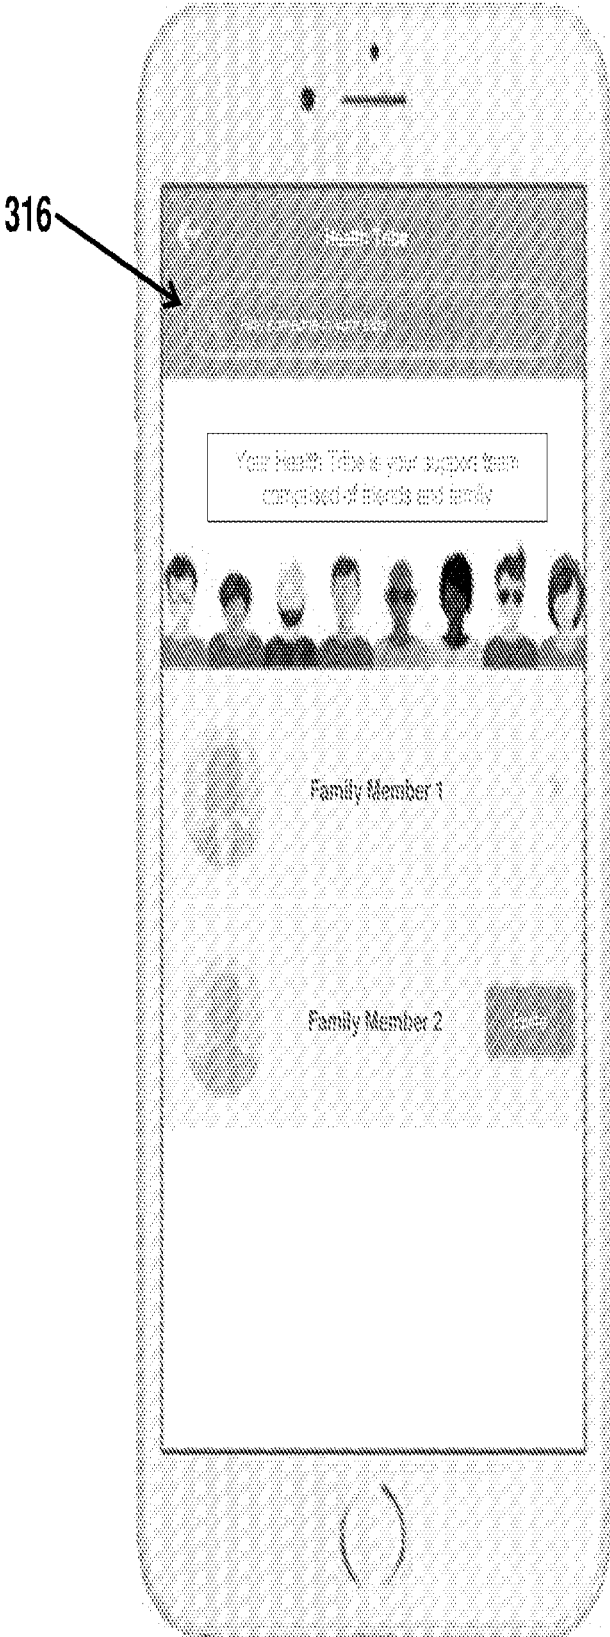 316
Health Tribe
Your Health Tribe is your support team
comprised of friends and family
Family Member 1
Family Member 2